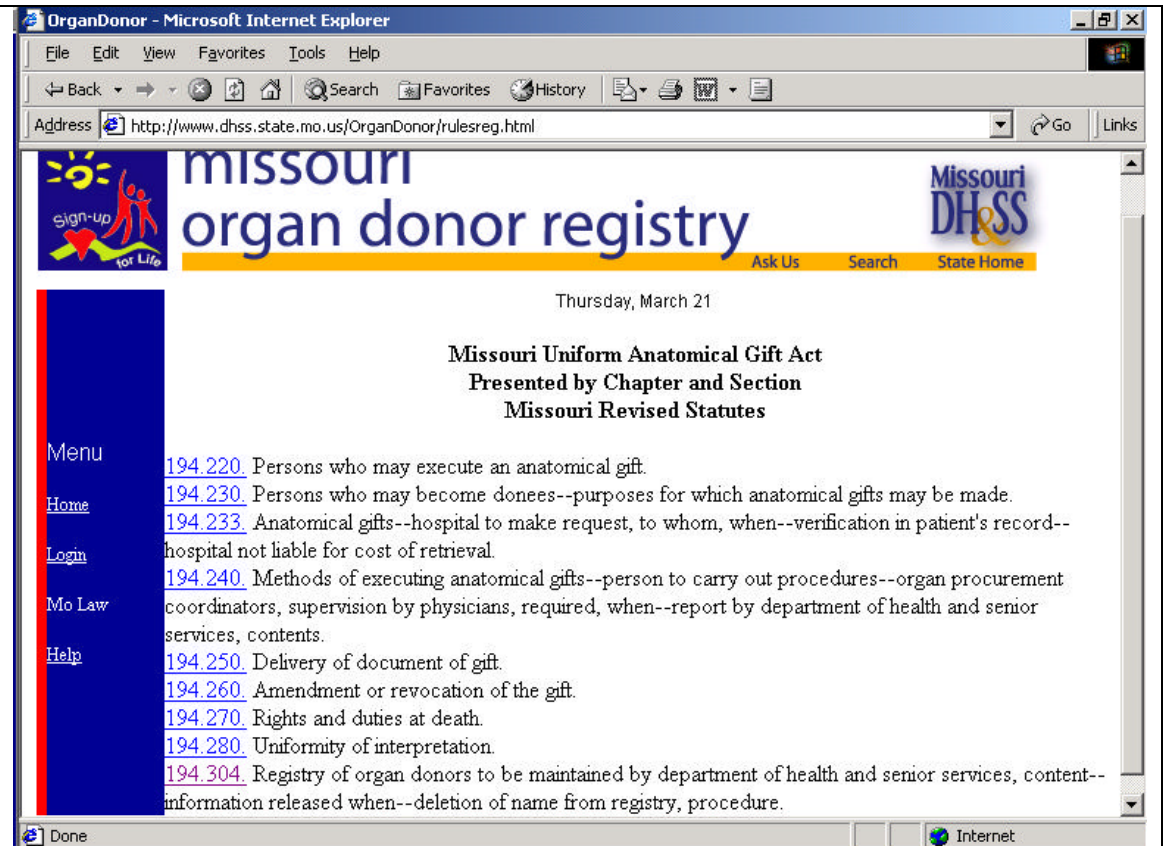 OrganDonor - Microsoft Internet Explorer
File Edit View Favorites Tools Help
Back Search Favorites History
Address http://www.dhss.state.mo.us/OrganDonor/rulesreg.html Go Links
Sign-up for Life
missouri
organ donor registry
Missouri
DH&SS
Ask Us Search State Home
Thursday, March 21
Missouri Uniform Anatomical Gift Act
Presented by Chapter and Section
Missouri Revised Statutes
Menu
Home
Login
Mo Law
Help
194.220. Persons who may execute an anatomical gift.
194.230. Persons who may become donees--purposes for which anatomical gifts may be made.
194.233. Anatomical gifts--hospital to make request, to whom, when--verification in patient's record--
hospital not liable for cost of retrieval.
194.240. Methods of executing anatomical gifts--person to carry out procedures--organ procurement
coordinators, supervision by physicians, required, when--report by department of health and senior
services, contents.
194.250. Delivery of document of gift.
194.260. Amendment or revocation of the gift.
194.270. Rights and duties at death.
194.280. Uniformity of interpretation.
194.304. Registry of organ donors to be maintained by department of health and senior services, content--
information released when--deletion of name from registry, procedure.
Done Internet